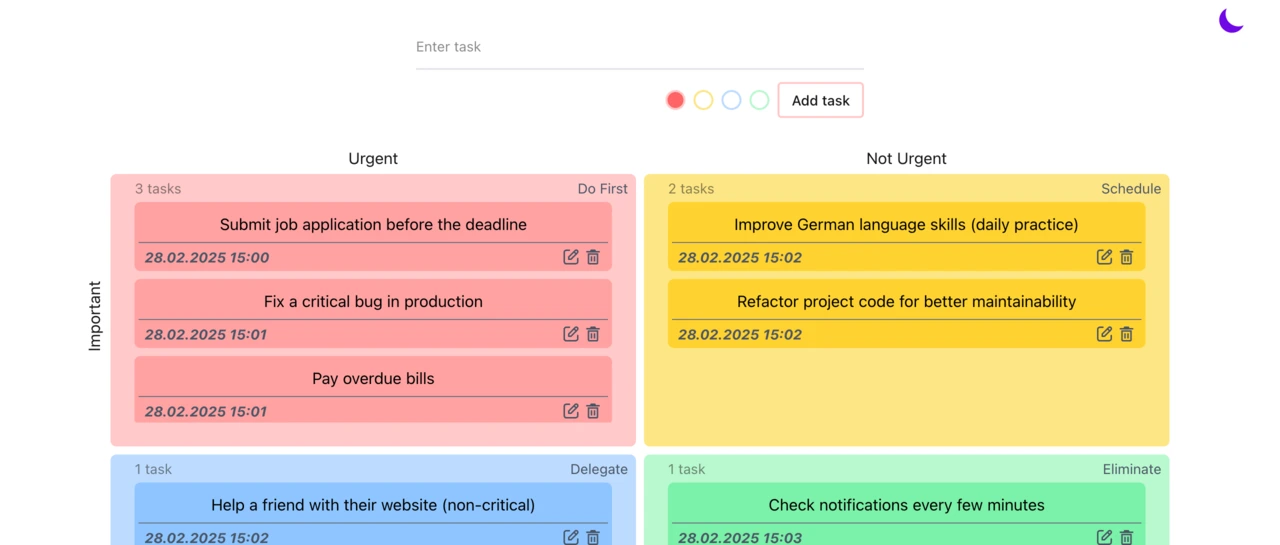 Enter task
Add task
Urgent
Not Urgent
Important
3 tasks
Do First
Submit job application before the deadline
28.02.2025 15:00
Fix a critical bug in production
28.02.2025 15:01
Pay overdue bills
28.02.2025 15:01
2 tasks
Schedule
Improve German language skills (daily practice)
28.02.2025 15:02
Refactor project code for better maintainability
28.02.2025 15:02
1 task
Delegate
Help a friend with their website (non-critical)
28.02.2025 15:02
1 task
Eliminate
Check notifications every few minutes
28.02.2025 15:03